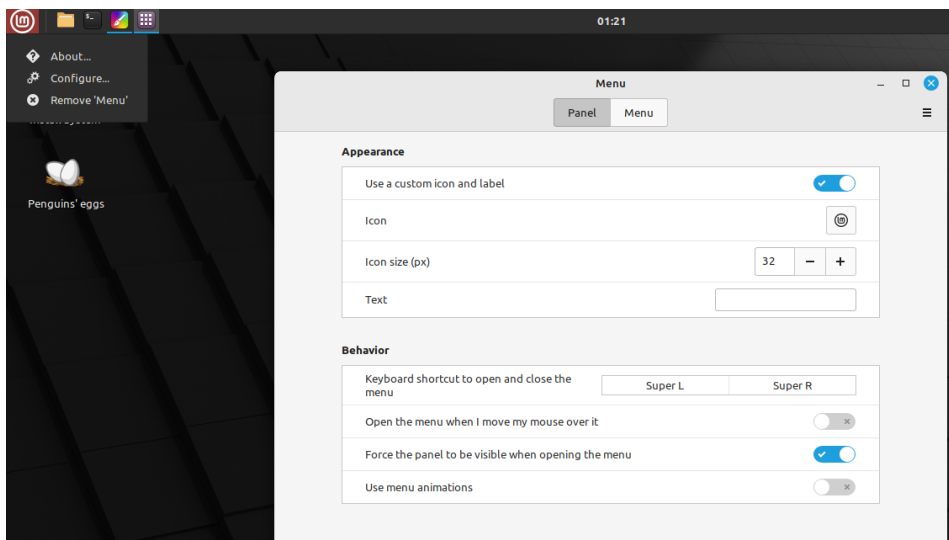 01:21
About...
Configure...
Remove 'Menu'
Penguins' eggs
Menu
Panel Menu
Appearance
Use a custom icon and label
Icon
Icon size (px) 32 − +
Text
Behavior
Keyboard shortcut to open and close the
menu
Super L Super R
Open the menu when I move my mouse over it
Force the panel to be visible when opening the menu
Use menu animations